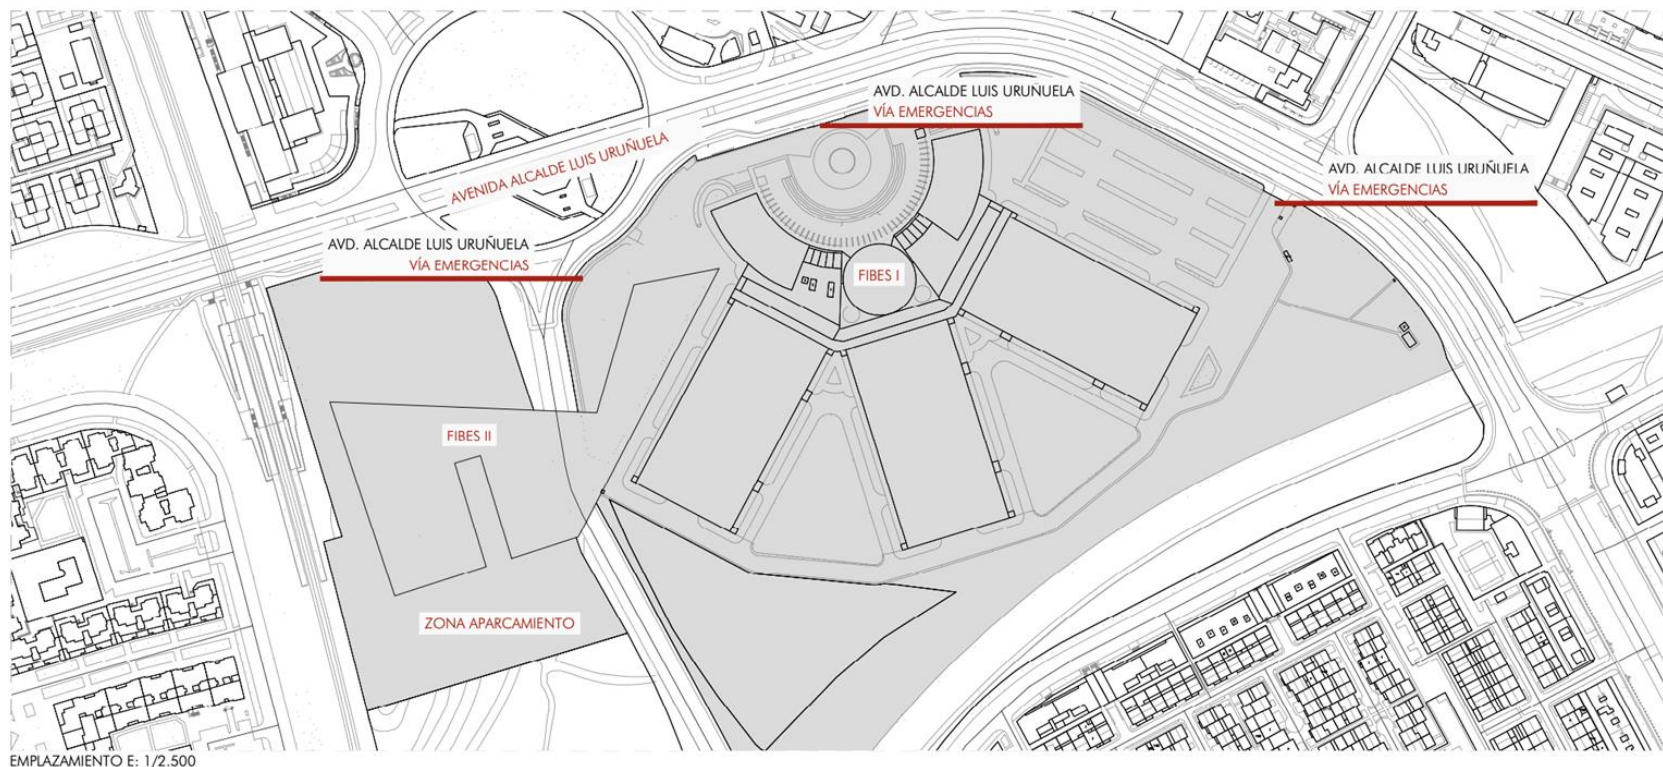 AVD. ALCALDE LUIS URUÑUELA
VÍA EMERGENCIAS
AVENIDA ALCALDE LUIS URUÑUELA
AVD. ALCALDE LUIS URUÑUELA
VÍA EMERGENCIAS
AVD. ALCALDE LUIS URUÑUELA
VÍA EMERGENCIAS
FIBES I
FIBES II
ZONA APARCAMIENTO
EMPLAZAMIENTO E: 1/2.500